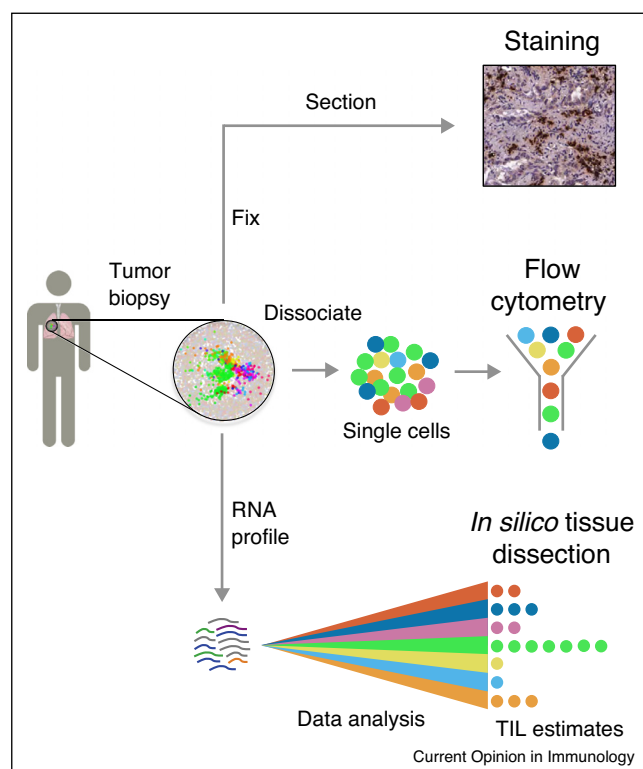 Staining
Section
Fix
Tumor
biopsy
Flow
cytometry
Dissociate
Single cells
RNA
profile
In silico tissue
dissection
Data analysis
TIL estimates
Current Opinion in Immunology